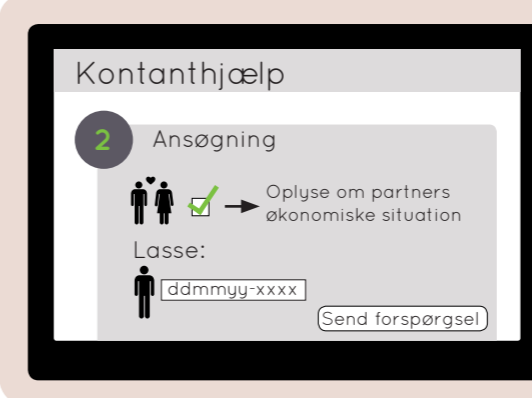 Kontanthjælp
2 Ansøgning
Oplyse om partners
økonomiske situation
Lasse:
ddmmyy-xxxx
Send forspørgsel